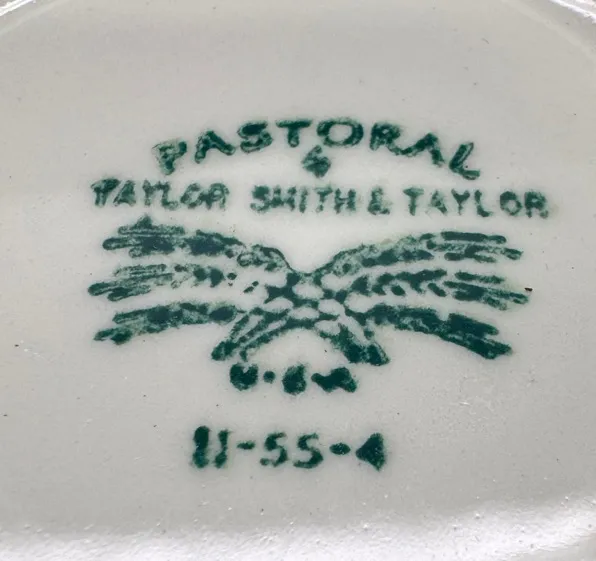 PASTORAL
TAYLOR SMITH & TAYLOR
U·S·A
11-55-4